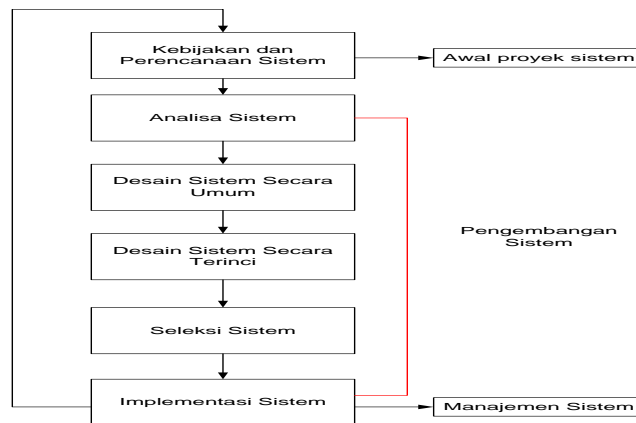 Kebijakan dan
Perencanaan Sistem
Awal proyek sistem
Analisa Sistem
Desain Sistem Secara
Umum
Pengembangan
Sistem
Desain Sistem Secara
Terinci
Seleksi Sistem
Implementasi Sistem
Manajemen Sistem